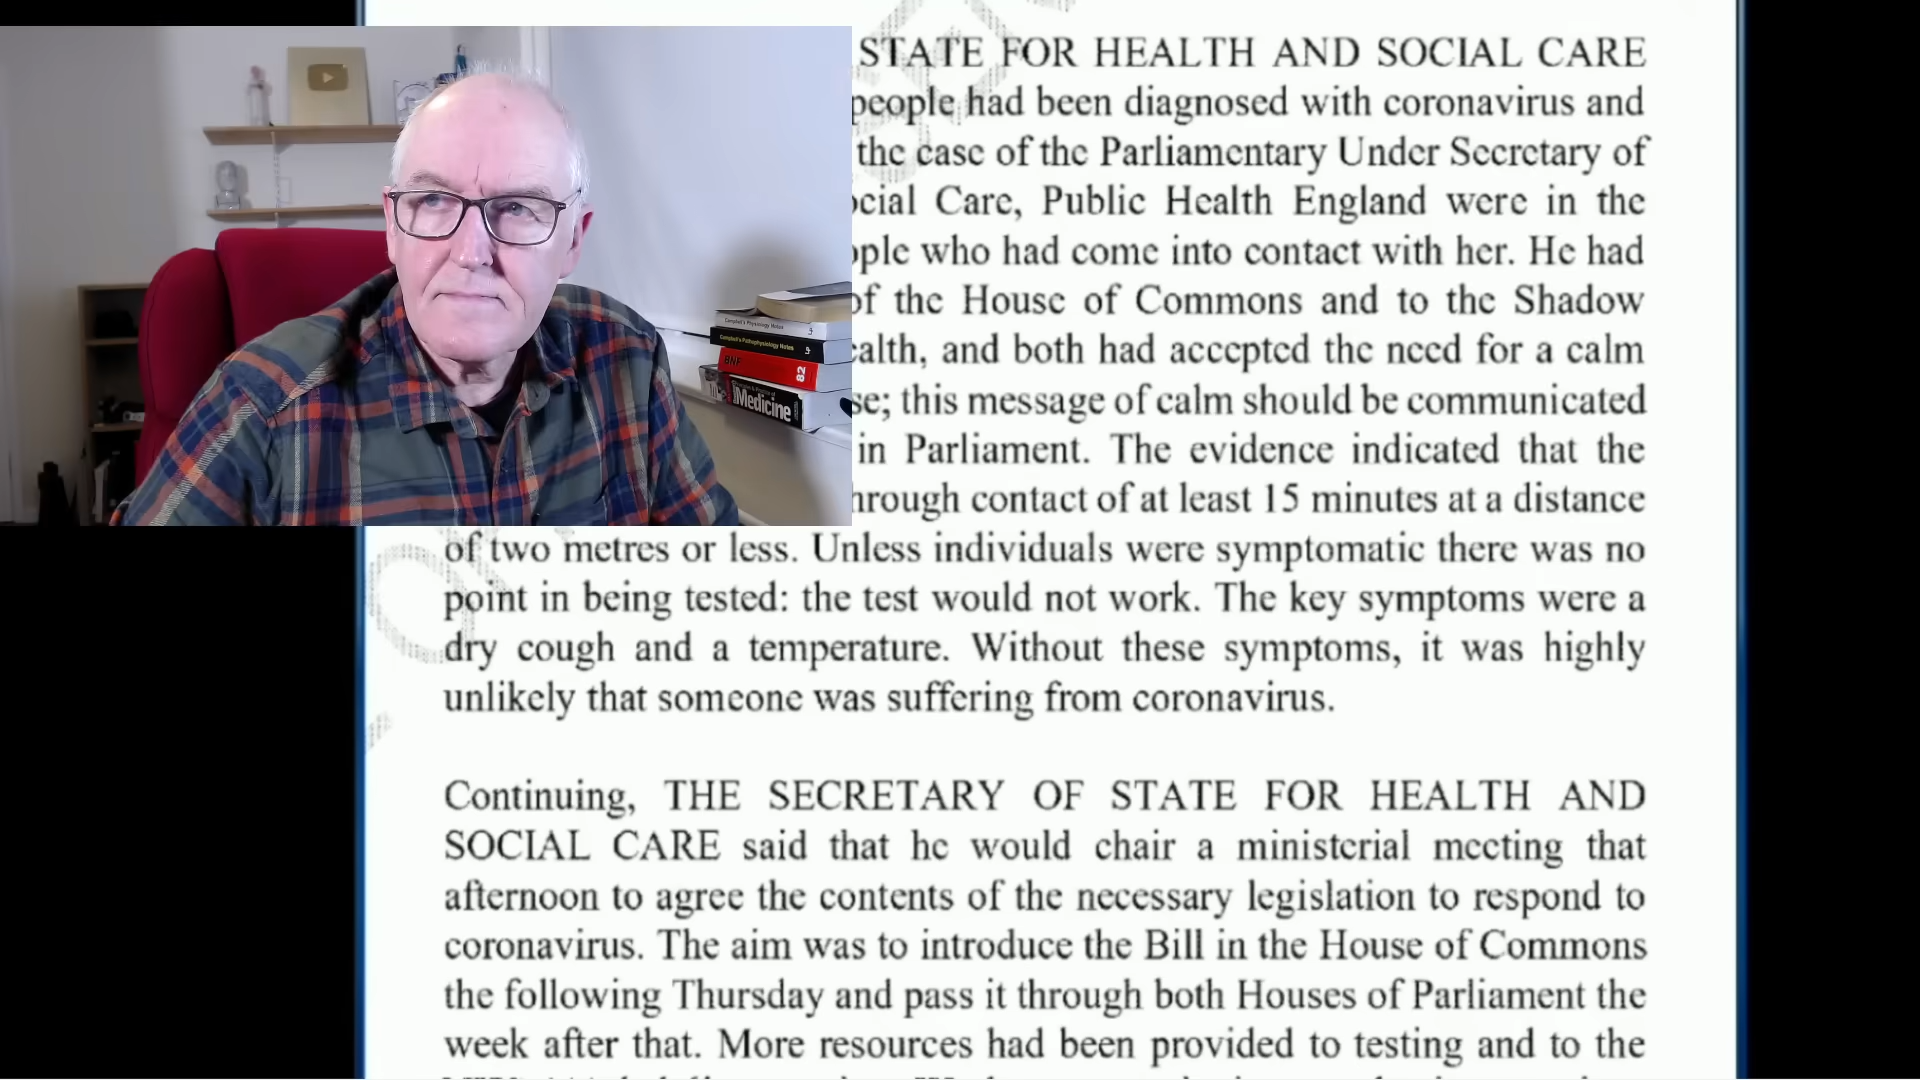 STATE FOR HEALTH AND SOCIAL CARE
people had been diagnosed with coronavirus and
the case of the Parliamentary Under Secretary of
ocial Care, Public Health England were in the
ople who had come into contact with her. He had
of the House of Commons and to the Shadow
ealth, and both had accepted the need for a calm
se; this message of calm should be communicated
in Parliament. The evidence indicated that the
hrough contact of at least 15 minutes at a distance
of two metres or less. Unless individuals were symptomatic there was no
point in being tested: the test would not work. The key symptoms were a
dry cough and a temperature. Without these symptoms, it was highly
unlikely that someone was suffering from coronavirus.
Continuing, THE SECRETARY OF STATE FOR HEALTH AND
SOCIAL CARE said that he would chair a ministerial meeting that
afternoon to agree the contents of the necessary legislation to respond to
coronavirus. The aim was to introduce the Bill in the House of Commons
the following Thursday and pass it through both Houses of Parliament the
week after that. More resources had been provided to testing and to the
Campbell's Physiology Notes
Campbell's Pathophysiology Notes
BNF 82
Medicine